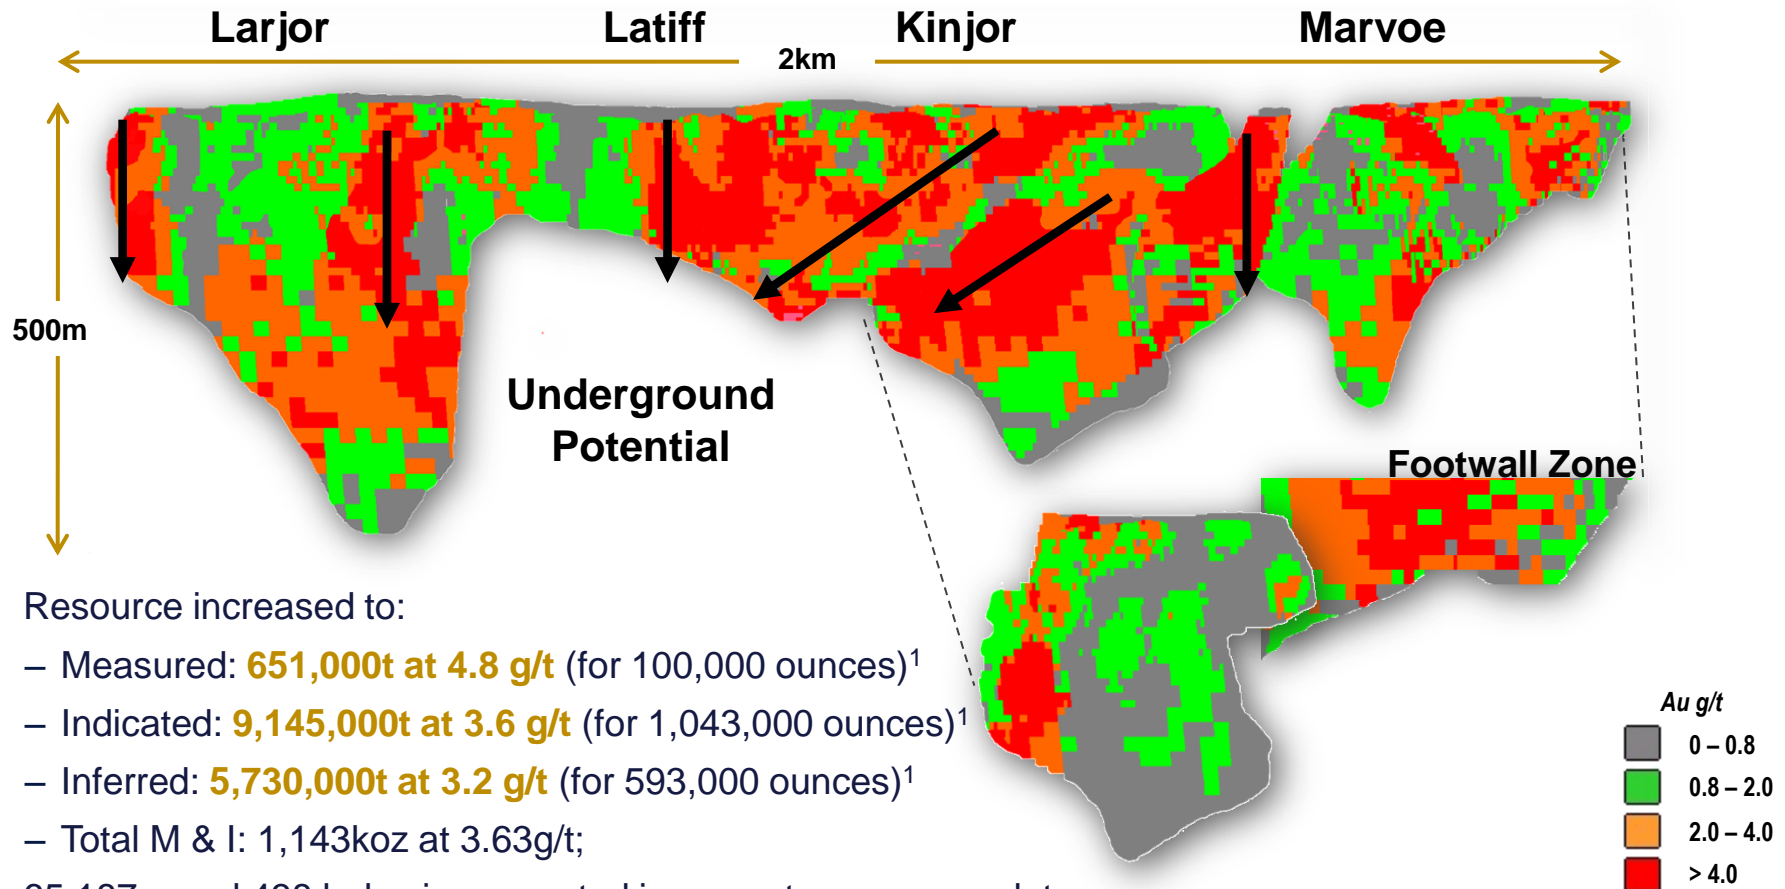 Larjor Latiff Kinjor Marvoe
2km
500m
Underground
Potential
Footwall Zone
Resource increased to:
– Measured: 651,000t at 4.8 g/t (for 100,000 ounces)¹
– Indicated: 9,145,000t at 3.6 g/t (for 1,043,000 ounces)¹
– Inferred: 5,730,000t at 3.2 g/t (for 593,000 ounces)¹
– Total M & I: 1,143koz at 3.63g/t;
Au g/t
0 – 0.8
0.8 – 2.0
2.0 – 4.0
> 4.0